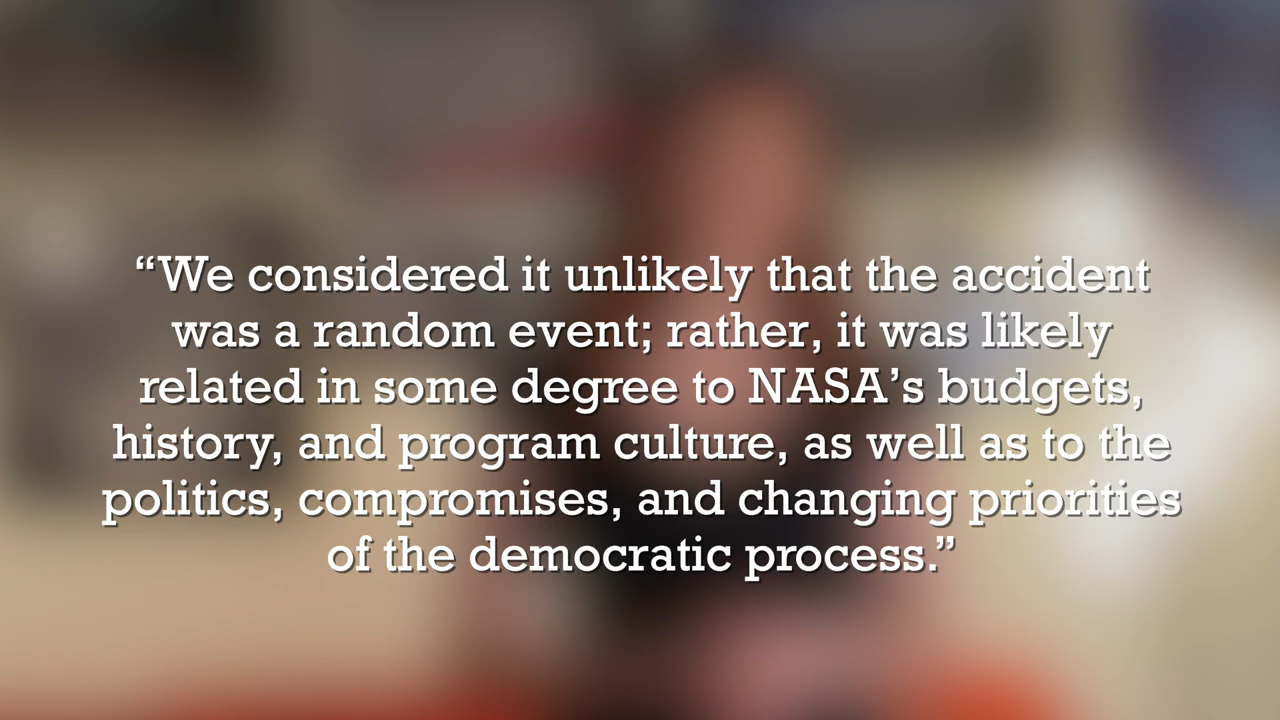 “We considered it unlikely that the accident
was a random event; rather, it was likely
related in some degree to NASA’s budgets,
history, and program culture, as well as to the
politics, compromises, and changing priorities
of the democratic process.”